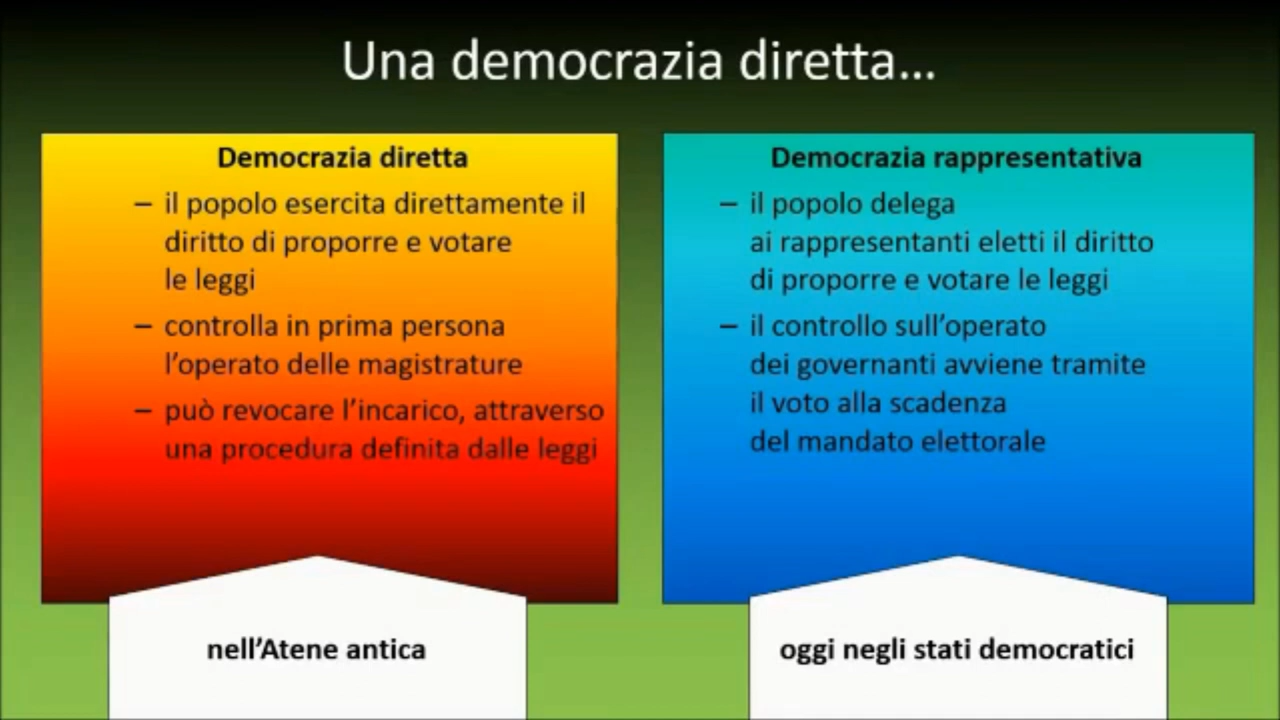 Una democrazia diretta...
Democrazia diretta
– il popolo esercita direttamente il
diritto di proporre e votare
le leggi
– controlla in prima persona
l'operato delle magistrature
– può revocare l'incarico, attraverso
una procedura definita dalle leggi
nell'Atene antica
Democrazia rappresentativa
– il popolo delega
ai rappresentanti eletti il diritto
di proporre e votare le leggi
– il controllo sull'operato
dei governanti avviene tramite
il voto alla scadenza
del mandato elettorale
oggi negli stati democratici